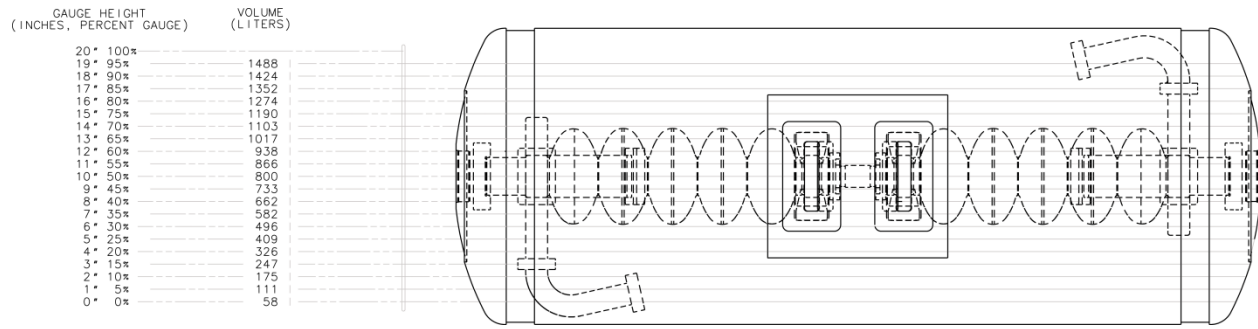 GAUGE HEIGHT VOLUME
(INCHES, PERCENT GAUGE) (LITERS)
20" 100%
19" 95% 1488
18" 90% 1424
17" 85% 1352
16" 80% 1274
15" 75% 1190
14" 70% 1103
13" 65% 1017
12" 60% 938
11" 55% 866
10" 50% 800
9" 45% 733
8" 40% 662
7" 35% 582
6" 30% 496
5" 25% 409
4" 20% 326
3" 15% 247
2" 10% 175
1" 5% 111
0" 0% 58